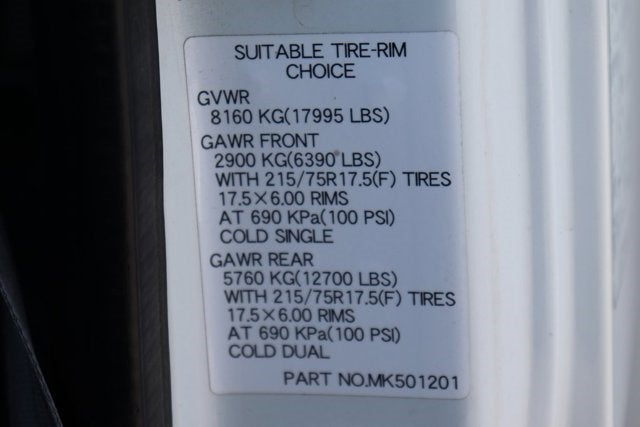 SUITABLE TIRE-RIM
CHOICE
GVWR
8160 KG(17995 LBS)
GAWR FRONT
2900 KG(6390 LBS)
WITH 215/75R17.5(F) TIRES
17.5×6.00 RIMS
AT 690 KPa(100 PSI)
COLD SINGLE
GAWR REAR
5760 KG(12700 LBS)
WITH 215/75R17.5(F) TIRES
17.5×6.00 RIMS
AT 690 KPa(100 PSI)
COLD DUAL
PART NO.MK501201